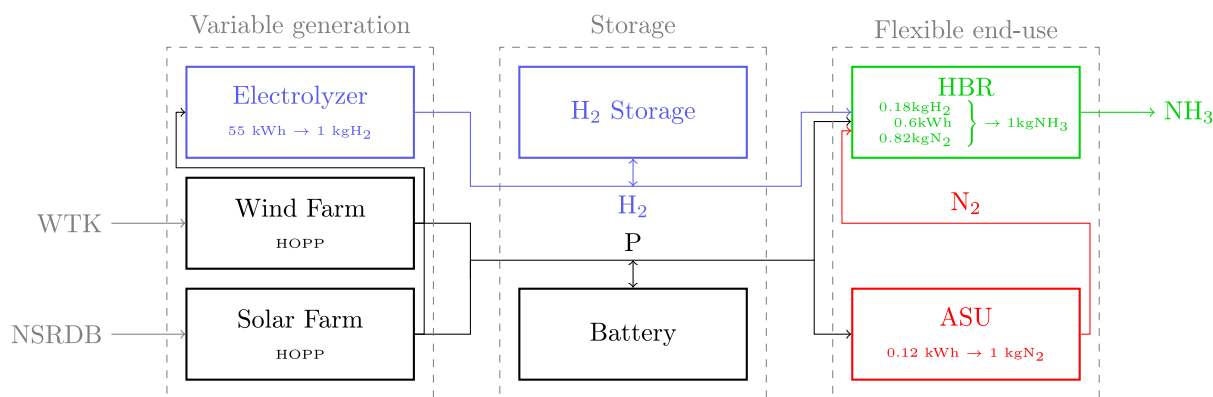 Variable generation
Storage
Flexible end-use
Electrolyzer
55 kWh → 1 kgH₂
H₂ Storage
HBR
0.18kgH₂
0.6kWh
0.82kgN₂
} → 1kgNH₃
NH₃
WTK
Wind Farm
HOPP
H₂
N₂
P
NSRDB
Solar Farm
HOPP
Battery
ASU
0.12 kWh → 1 kgN₂